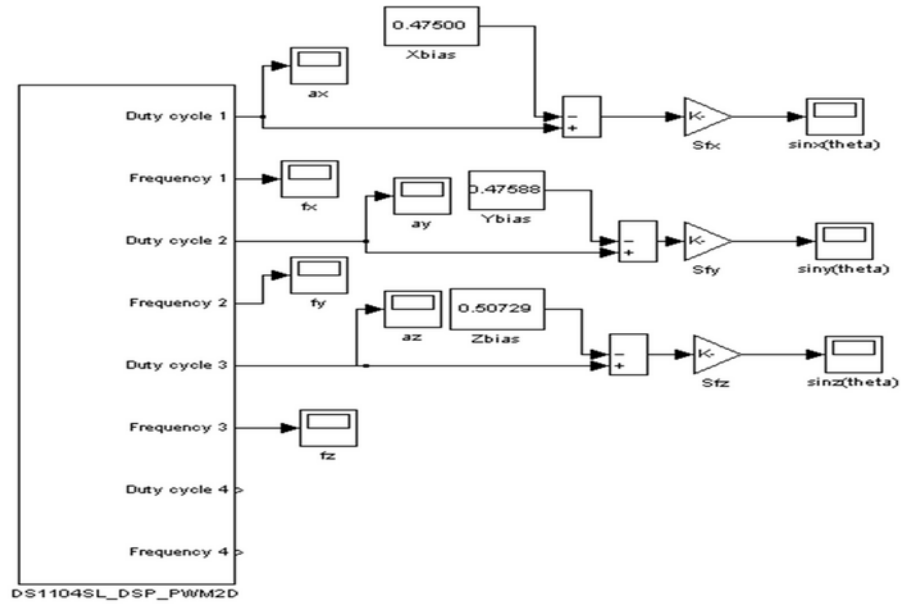 0.47500
Xbias
ax
Duty cycle 1
-
+
K-
Sfx
sinx(theta)
Frequency 1
fx
0.47588
Ybias
ay
Duty cycle 2
-
+
K-
Sfy
siny(theta)
Frequency 2
fy
0.50729
Zbias
az
Duty cycle 3
-
+
K-
Sfz
sinz(theta)
Frequency 3
fz
Duty cycle 4
Frequency 4
DS1104SL_DSP_PWM2D